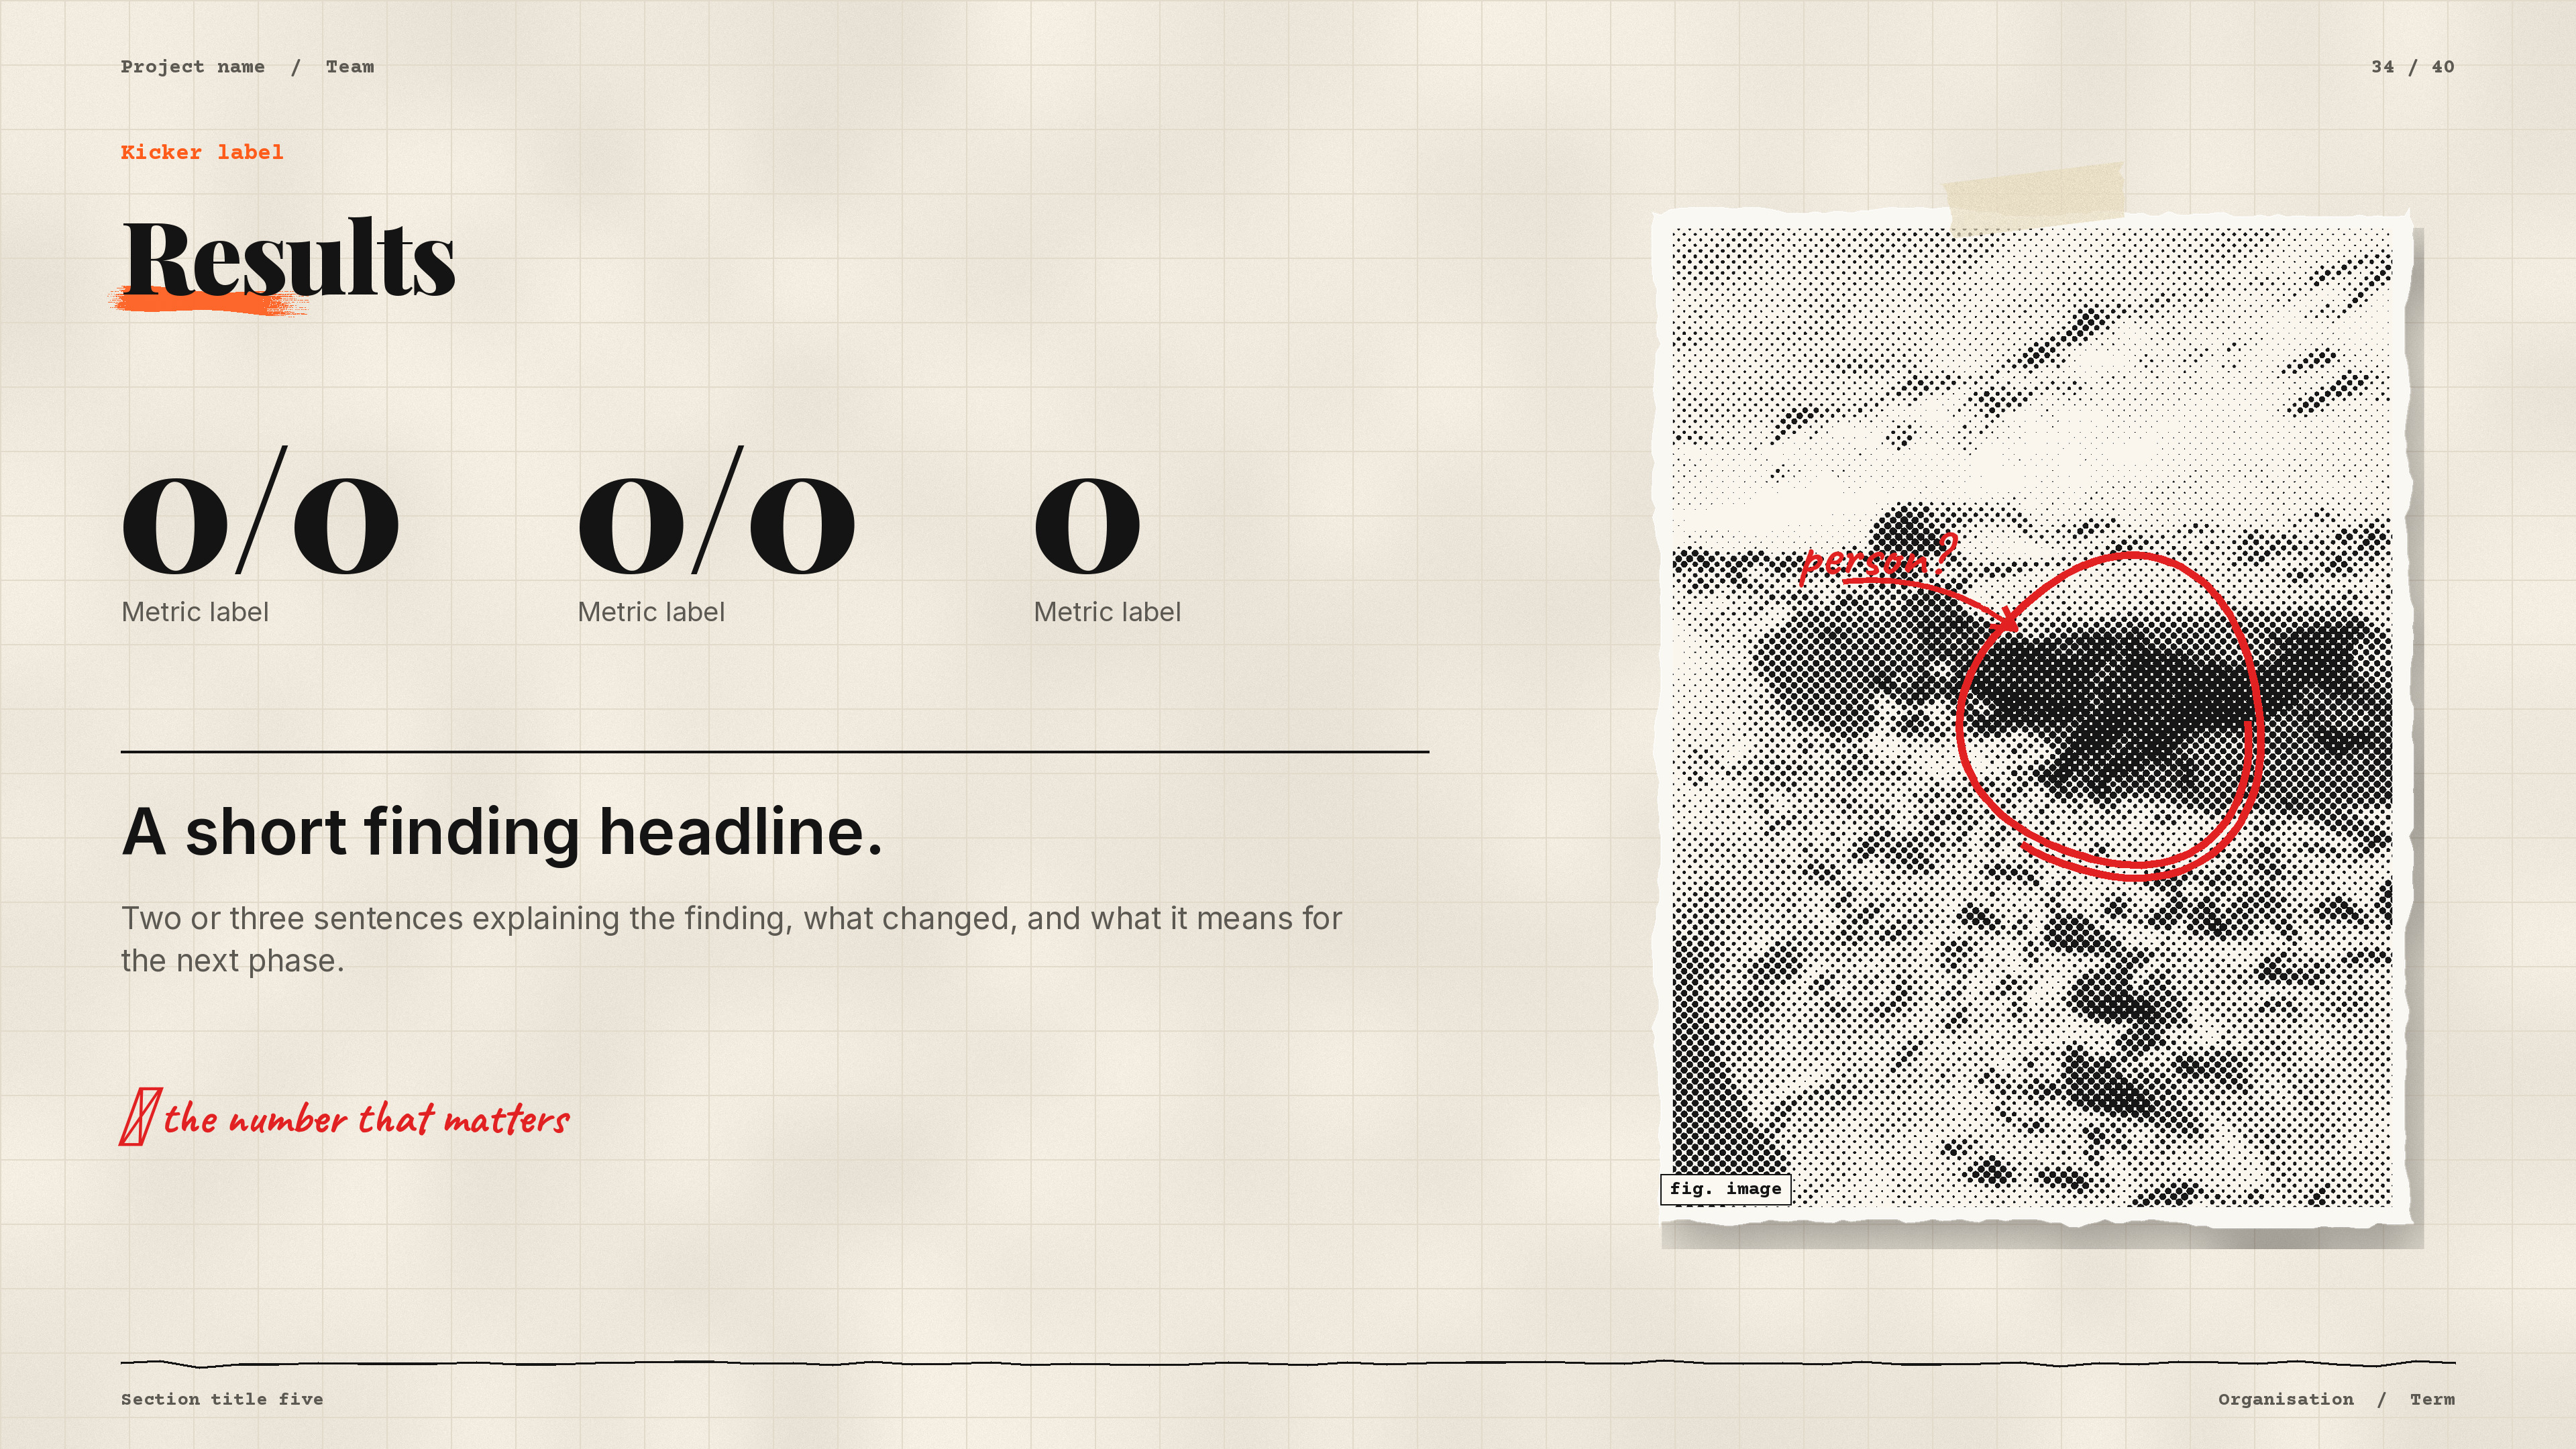 Project name / Team
34 / 40
Kicker label
Results
0/0
Metric label
0/0
Metric label
0
Metric label
A short finding headline.
Two or three sentences explaining the finding, what changed, and what it means for
the next phase.
the number that matters
person?
fig. image
Section title five
Organisation / Term